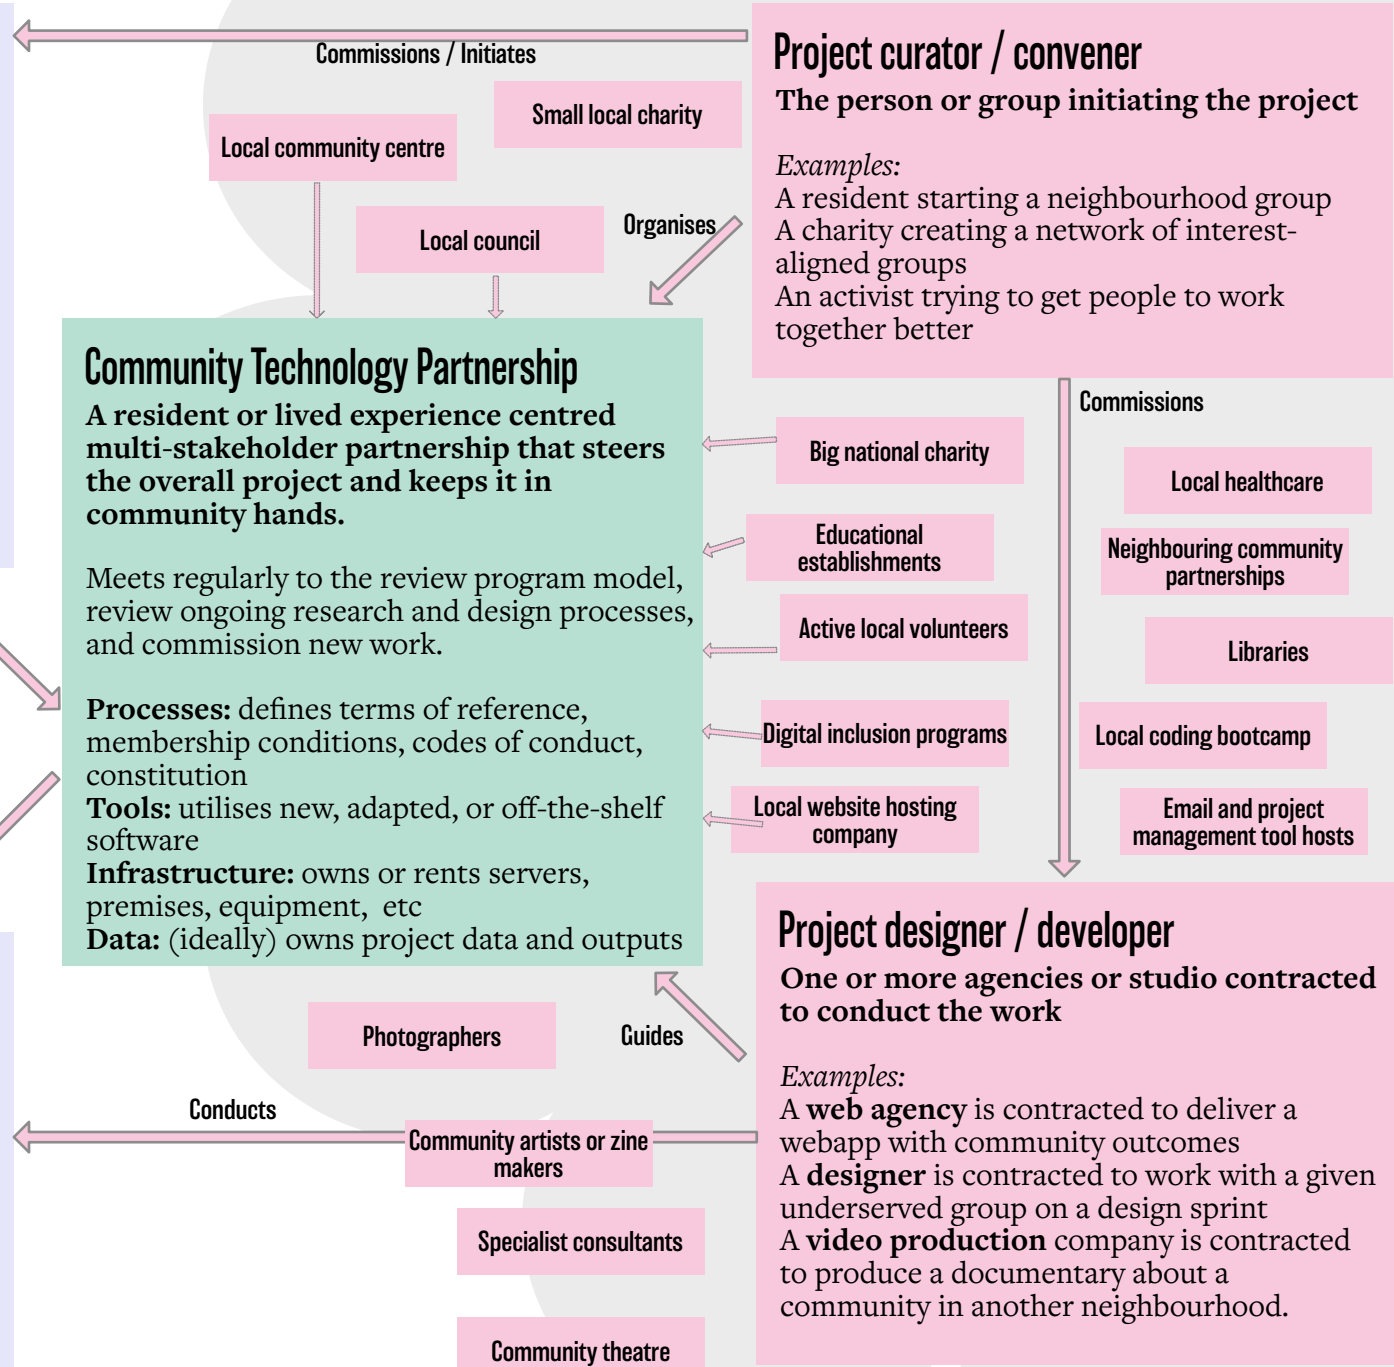 Commissions / Initiates
Small local charity
Local community centre
Local council
Organises
Project curator / convener
The person or group initiating the project
Examples:
A resident starting a neighbourhood group
A charity creating a network of interest-
aligned groups
An activist trying to get people to work
together better
Commissions
Community Technology Partnership
A resident or lived experience centred
multi-stakeholder partnership that steers
the overall project and keeps it in
community hands.
Meets regularly to the review program model,
review ongoing research and design processes,
and commission new work.
Processes: defines terms of reference,
membership conditions, codes of conduct,
constitution
Tools: utilises new, adapted, or off-the-shelf
software
Infrastructure: owns or rents servers,
premises, equipment, etc
Data: (ideally) owns project data and outputs
Big national charity
Educational
establishments
Active local volunteers
Digital inclusion programs
Local website hosting
company
Local healthcare
Neighbouring community
partnerships
Libraries
Local coding bootcamp
Email and project
management tool hosts
Project designer / developer
One or more agencies or studio contracted
to conduct the work
Examples:
A web agency is contracted to deliver a
webapp with community outcomes
A designer is contracted to work with a given
underserved group on a design sprint
A video production company is contracted
to produce a documentary about a
community in another neighbourhood.
Guides
Photographers
Conducts
Community artists or zine
makers
Specialist consultants
Community theatre